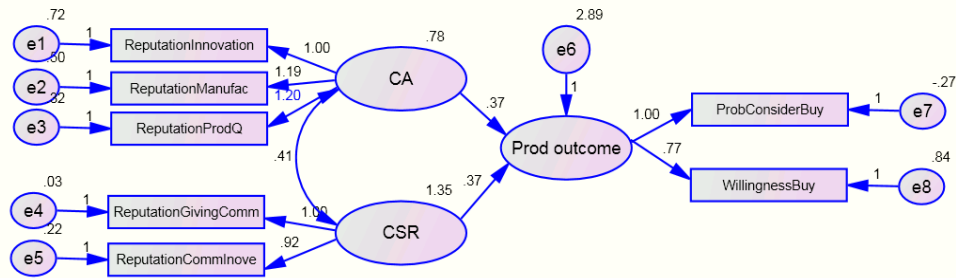 .72
e1
1
ReputationInnovation
1.00
.78
2.89
e6
.50
e2
1
ReputationManufac
1.19
CA
1
.32
e3
1
ReputationProdQ
1.20
.37
Prod outcome
1.00
ProbConsiderBuy
1
-.27
e7
.41
.77
WillingnessBuy
1
.84
e8
.03
e4
1
ReputationGivingComm
1.00
1.35
.37
CSR
.22
e5
1
ReputationCommInove
.92